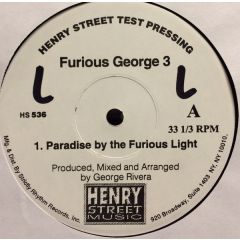 HENRY STREET TEST PRESSING
Furious George 3
L
L
HS 536
A
33 1/3 RPM
1. Paradise by the Furious Light
Produced, Mixed and Arranged
by George Rivera
HENRY
STREET
MUSIC
Mfg. & Dist. By Strictly Rhythm Records, Inc.
920 Broadway, Suite 1403 NY, NY 10010.